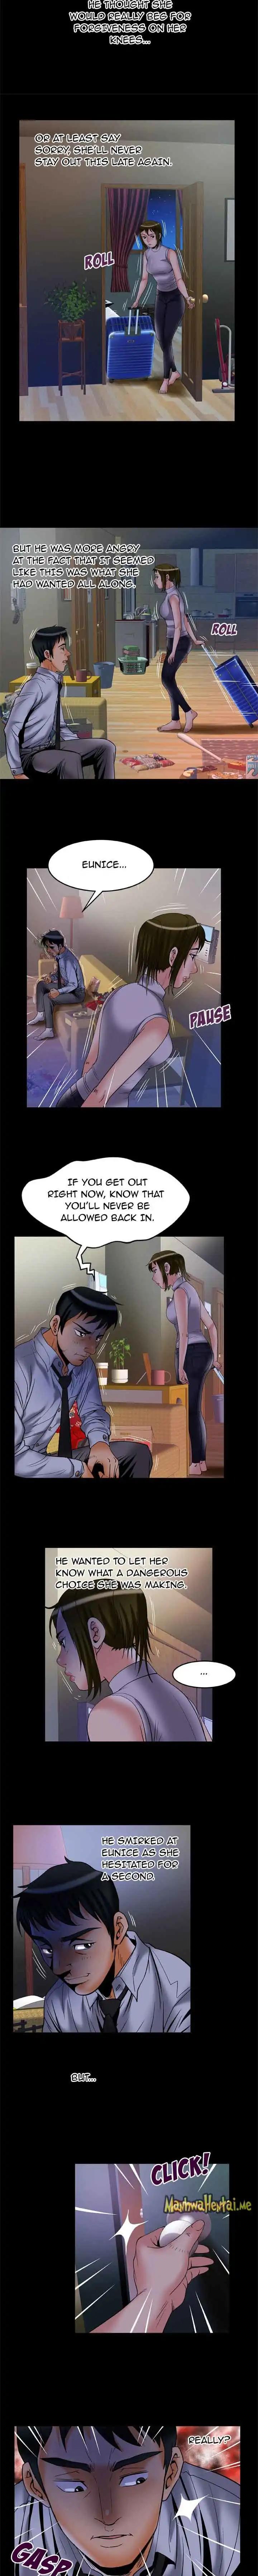 HE THOUGHT SHE
WOULD REALLY BEG FOR
FORGIVENESS ON HER
KNEES...
OR AT LEAST SAY
SORRY, SHE'LL NEVER
STAY OUT THIS LATE AGAIN.
ROLL
BUT HE WAS MORE ANGRY
AT THE FACT THAT IT SEEMED
LIKE THIS WAS WHAT SHE
HAD WANTED ALL ALONG.
ROLL
EUNICE...
PAUSE
IF YOU GET OUT
RIGHT NOW, KNOW THAT
YOU'LL NEVER BE
ALLOWED BACK IN.
HE WANTED TO LET HER
KNOW WHAT A DANGEROUS
CHOICE SHE WAS MAKING.
...
HE SMIRKED AT
EUNICE AS SHE
HESITATED FOR
A SECOND.
BUT...
CLICK!
ManhwaHentai.me
REALLY?
GASP